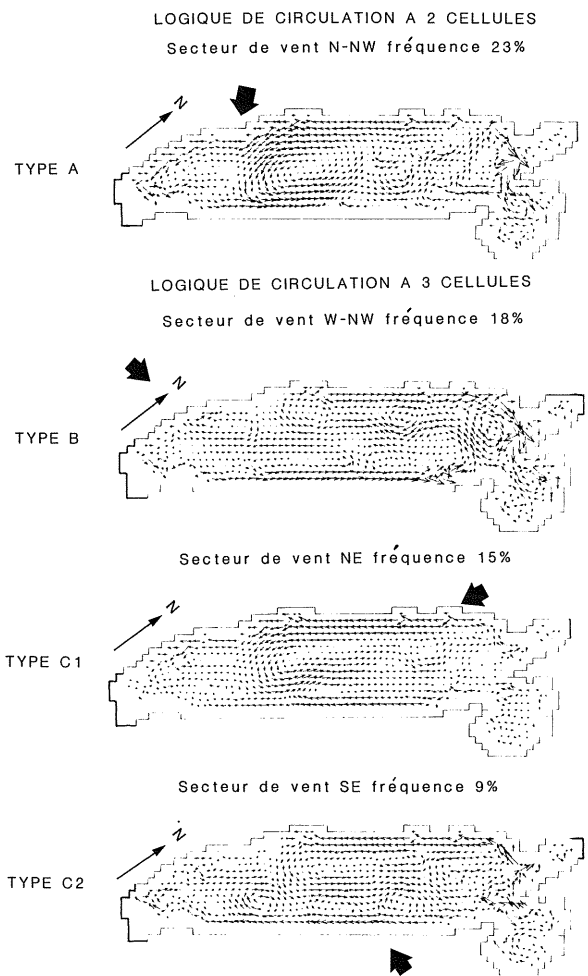 LOGIQUE DE CIRCULATION A 2 CELLULES
Secteur de vent N-NW fréquence 23%
N
TYPE A
LOGIQUE DE CIRCULATION A 3 CELLULES
Secteur de vent W-NW fréquence 18%
N
TYPE B
Secteur de vent NE fréquence 15%
N
TYPE C1
Secteur de vent SE fréquence 9%
N
TYPE C2